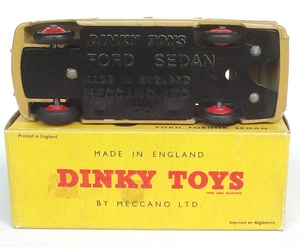 DINKY TOYS
FORD SEDAN
MADE IN ENGLAND
MECCANO LTD
170
FORD FORDOR SEDAN
Printed in England
MADE IN ENGLAND
DINKY TOYS
BY MECCANO LTD.
Imprimé en Angleterre